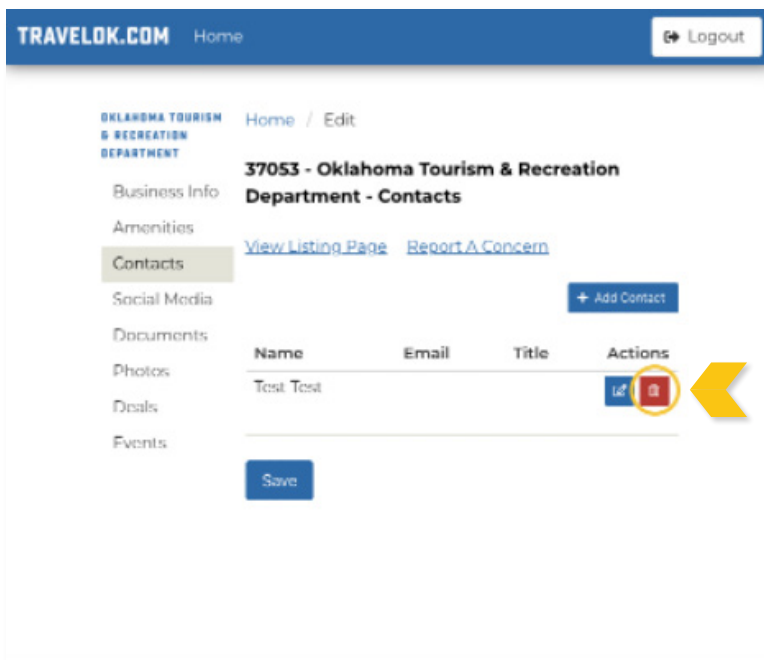 TRAVELOK.COM Home Logout
OKLAHOMA TOURISM
& RECREATION
DEPARTMENT
Business Info
Amenities
Contacts
Social Media
Documents
Photos
Deals
Events
Home / Edit
37053 - Oklahoma Tourism & Recreation
Department - Contacts
View Listing Page Report A Concern
+ Add Contact
Name Email Title Actions
Test Test
Save